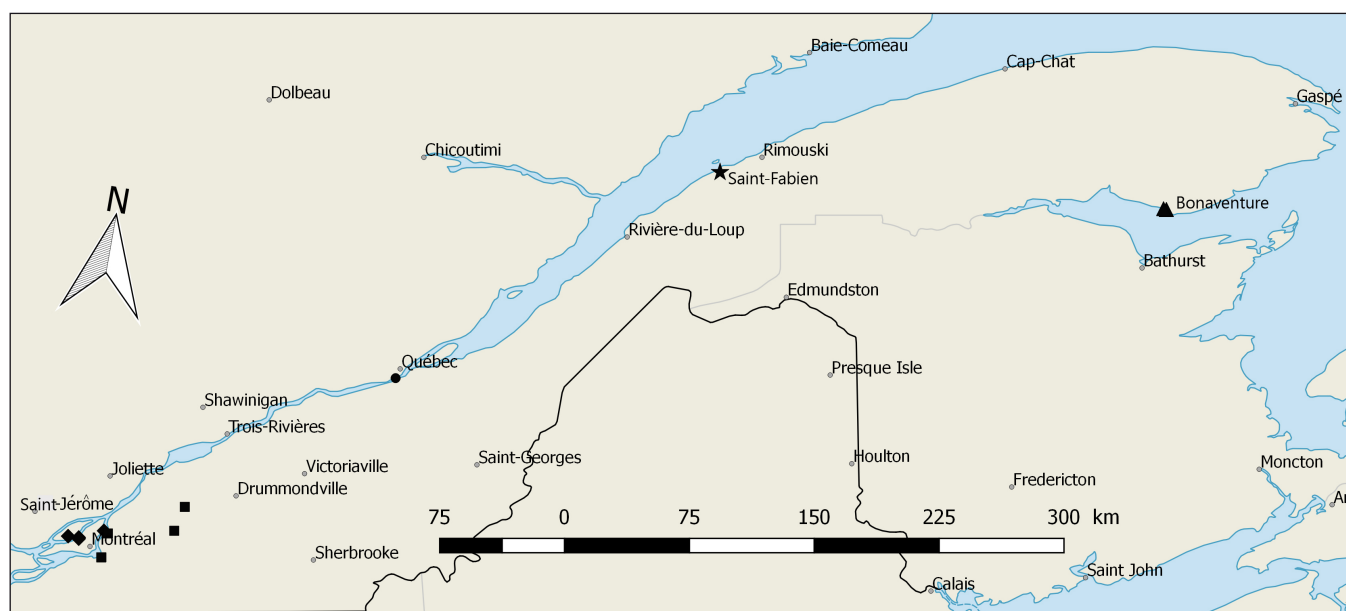 Baie-Comeau
Cap-Chat
Dolbeau
Gaspé
Chicoutimi
Rimouski
Saint-Fabien
N
Bonaventure
Rivière-du-Loup
Bathurst
Edmundston
Québec
Presque Isle
Shawinigan
Trois-Rivières
Saint-Georges
Houlton
Moncton
Joliette
Victoriaville
Drummondville
Fredericton
Saint-Jérôme
Ar
75 0 75 150 225 300 km
Montréal
Sherbrooke
Saint John
Calais